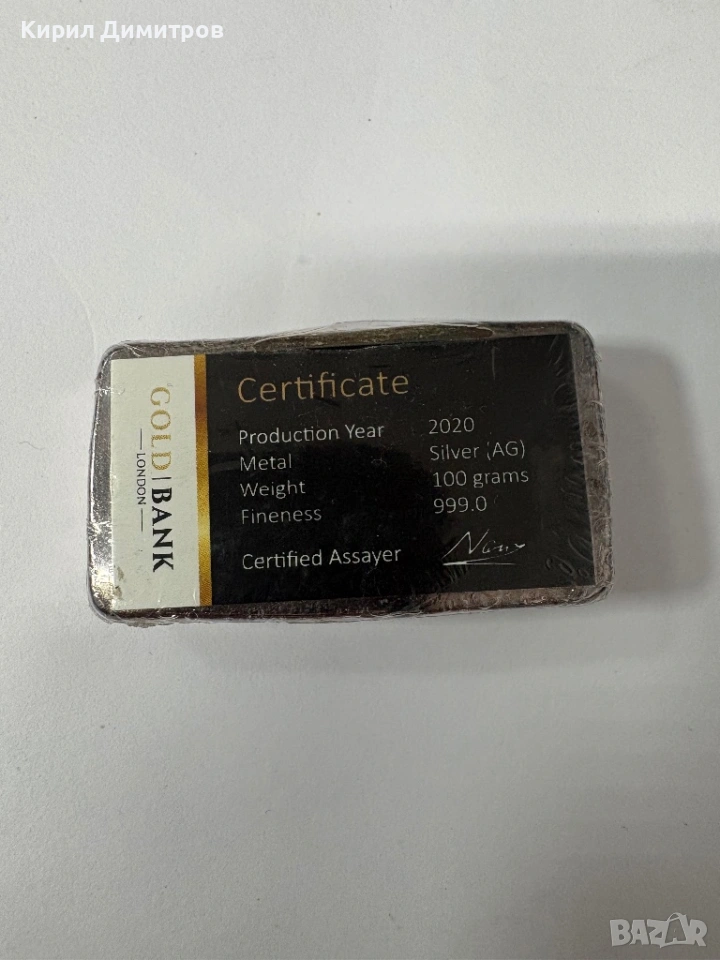 Кирил Димитров
Certificate
Production Year 2020
Metal Silver (AG)
Weight 100 grams
Fineness 999.0
Certified Assayer
GOLD | BANK
— LONDON —
BAZAR